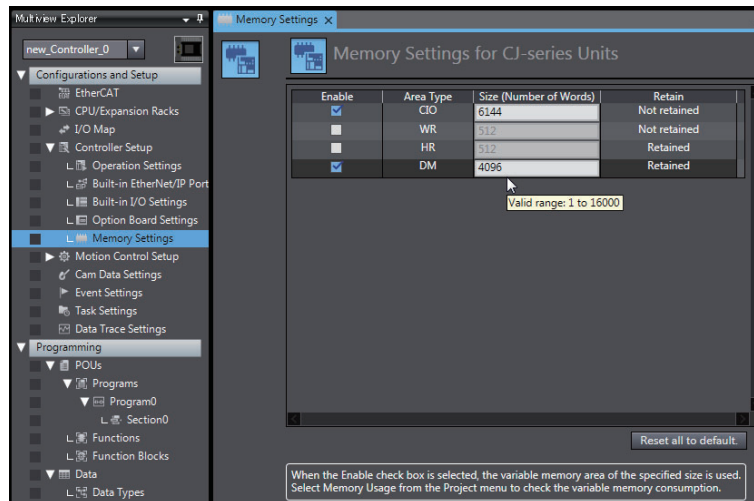 Multiview Explorer
new_Controller_0
Configurations and Setup
EtherCAT
CPU/Expansion Racks
I/O Map
Controller Setup
Operation Settings
Built-in EtherNet/IP Port
Built-in I/O Settings
Option Board Settings
Memory Settings
Motion Control Setup
Cam Data Settings
Event Settings
Task Settings
Data Trace Settings
Programming
POUs
Programs
Program0
Section0
Functions
Function Blocks
Data
Data Types
Memory Settings
Memory Settings for CJ-series Units
Enable Area Type Size (Number of Words) Retain
CIO 6144 Not retained
WR 512 Not retained
HR 512 Retained
DM 4096 Retained
Valid range: 1 to 16000
Reset all to default.
When the Enable check box is selected, the variable memory area of the specified size is used.
Select Memory Usage from the Project menu to check the variable memory consumption.